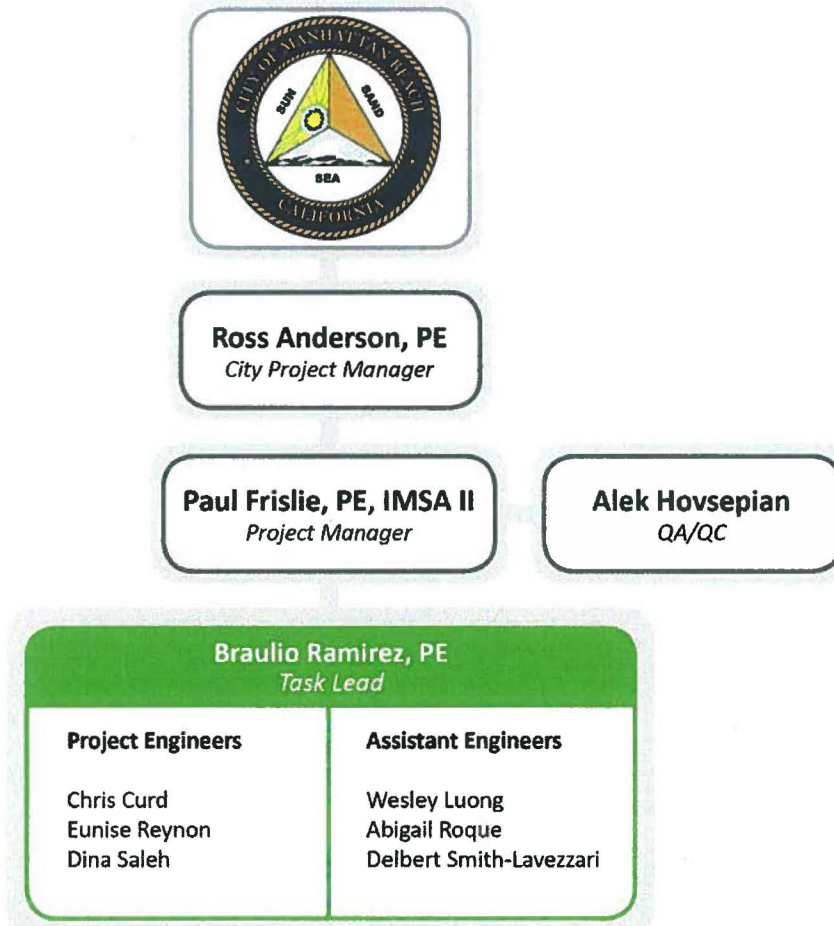 CITY OF MANHATTAN BEACH
SUN
SAND
SEA
CALIFORNIA
Ross Anderson, PE
City Project Manager
Paul Frislie, PE, IMSA II
Project Manager
Alek Hovsepian
QA/QC
Braulio Ramirez, PE
Task Lead
Project Engineers
Chris Curd
Eunise Reynon
Dina Saleh
Assistant Engineers
Wesley Luong
Abigail Roque
Delbert Smith-Lavezzari